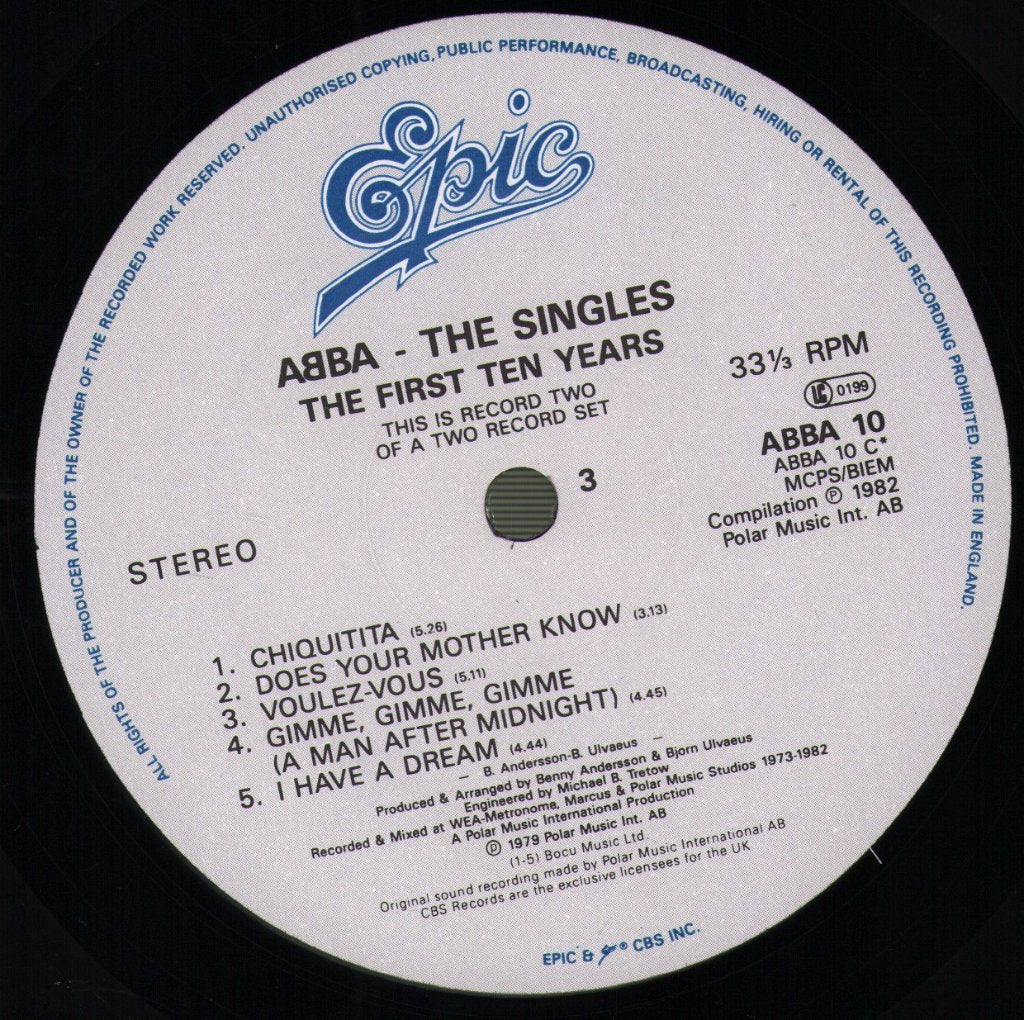 ALL RIGHTS OF THE PRODUCER AND OF THE OWNER OF THE RECORDED WORK RESERVED. UNAUTHORISED COPYING, PUBLIC PERFORMANCE, BROADCASTING, HIRING OR RENTAL OF THIS RECORDING PROHIBITED. MADE IN ENGLAND.
Epic
ABBA - THE SINGLES
THE FIRST TEN YEARS
THIS IS RECORD TWO
OF A TWO RECORD SET
33⅓ RPM
LC 0199
ABBA 10
ABBA 10 C*
MCPS/BIEM
Compilation ℗ 1982
Polar Music Int. AB
3
STEREO
1. CHIQUITITA (5.26)
2. DOES YOUR MOTHER KNOW (3.13)
3. VOULEZ-VOUS (5.11)
4. GIMME, GIMME, GIMME
(A MAN AFTER MIDNIGHT) (4.45)
5. I HAVE A DREAM (4.44)
— B. Andersson-B. Ulvaeus —
Produced & Arranged by Benny Andersson & Bjorn Ulvaeus
Engineered by Michael B. Tretow
Recorded & Mixed at WEA-Metronome, Marcus & Polar Music Studios 1973-1982
A Polar Music International Production
℗ 1979 Polar Music Int. AB
(1-5) Bocu Music Ltd.
Original sound recording made by Polar Music International AB
CBS Records are the exclusive licensees for the UK
EPIC & ® CBS INC.